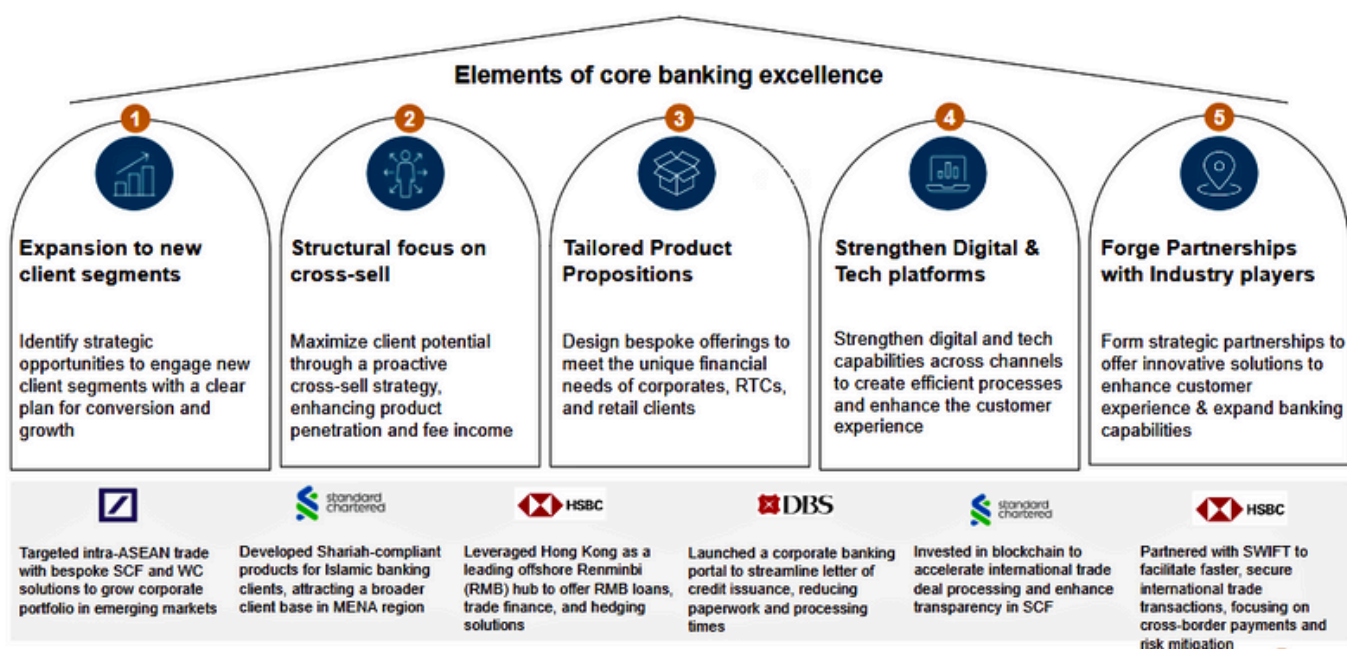 Elements of core banking excellence
1
2
3
4
5
Expansion to new
client segments
Identify strategic
opportunities to engage new
client segments with a clear
plan for conversion and
growth
Structural focus on
cross-sell
Maximize client potential
through a proactive
cross-sell strategy,
enhancing product
penetration and fee income
Tailored Product
Propositions
Design bespoke offerings to
meet the unique financial
needs of corporates, RTCs,
and retail clients
Strengthen Digital &
Tech platforms
Strengthen digital and tech
capabilities across channels
to create efficient processes
and enhance the customer
experience
Forge Partnerships
with Industry players
Form strategic partnerships to
offer innovative solutions to
enhance customer
experience & expand banking
capabilities
Targeted intra-ASEAN trade
with bespoke SCF and WC
solutions to grow corporate
portfolio in emerging markets
standard
chartered
Developed Shariah-compliant
products for Islamic banking
clients, attracting a broader
client base in MENA region
HSBC
Leveraged Hong Kong as a
leading offshore Renminbi
(RMB) hub to offer RMB loans,
trade finance, and hedging
solutions
DBS
Launched a corporate banking
portal to streamline letter of
credit issuance, reducing
paperwork and processing
times
standard
chartered
Invested in blockchain to
accelerate international trade
deal processing and enhance
transparency in SCF
HSBC
Partnered with SWIFT to
facilitate faster, secure
international trade
transactions, focusing on
cross-border payments and
risk mitigation